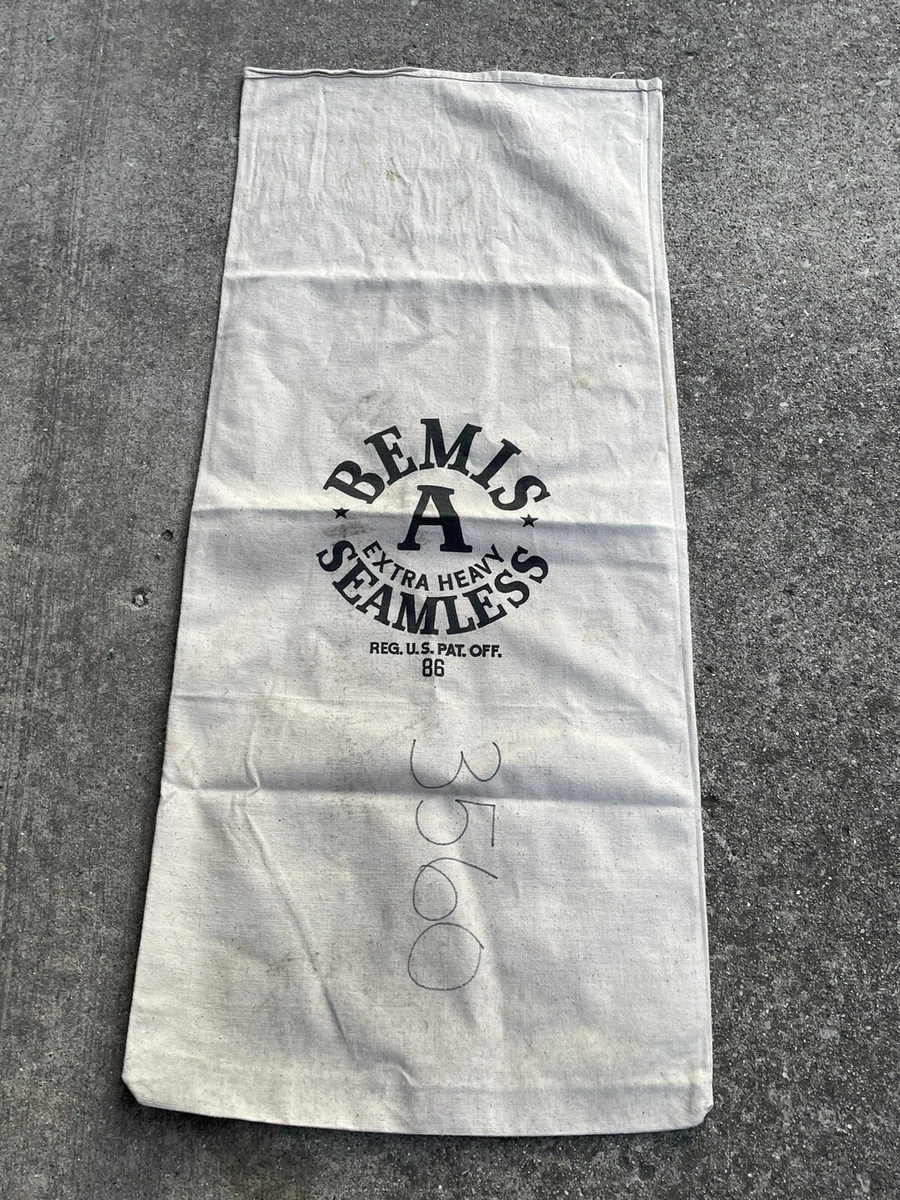 BEMIS
A
EXTRA HEAVY
SEAMLESS
REG. U.S. PAT. OFF.
86
3560